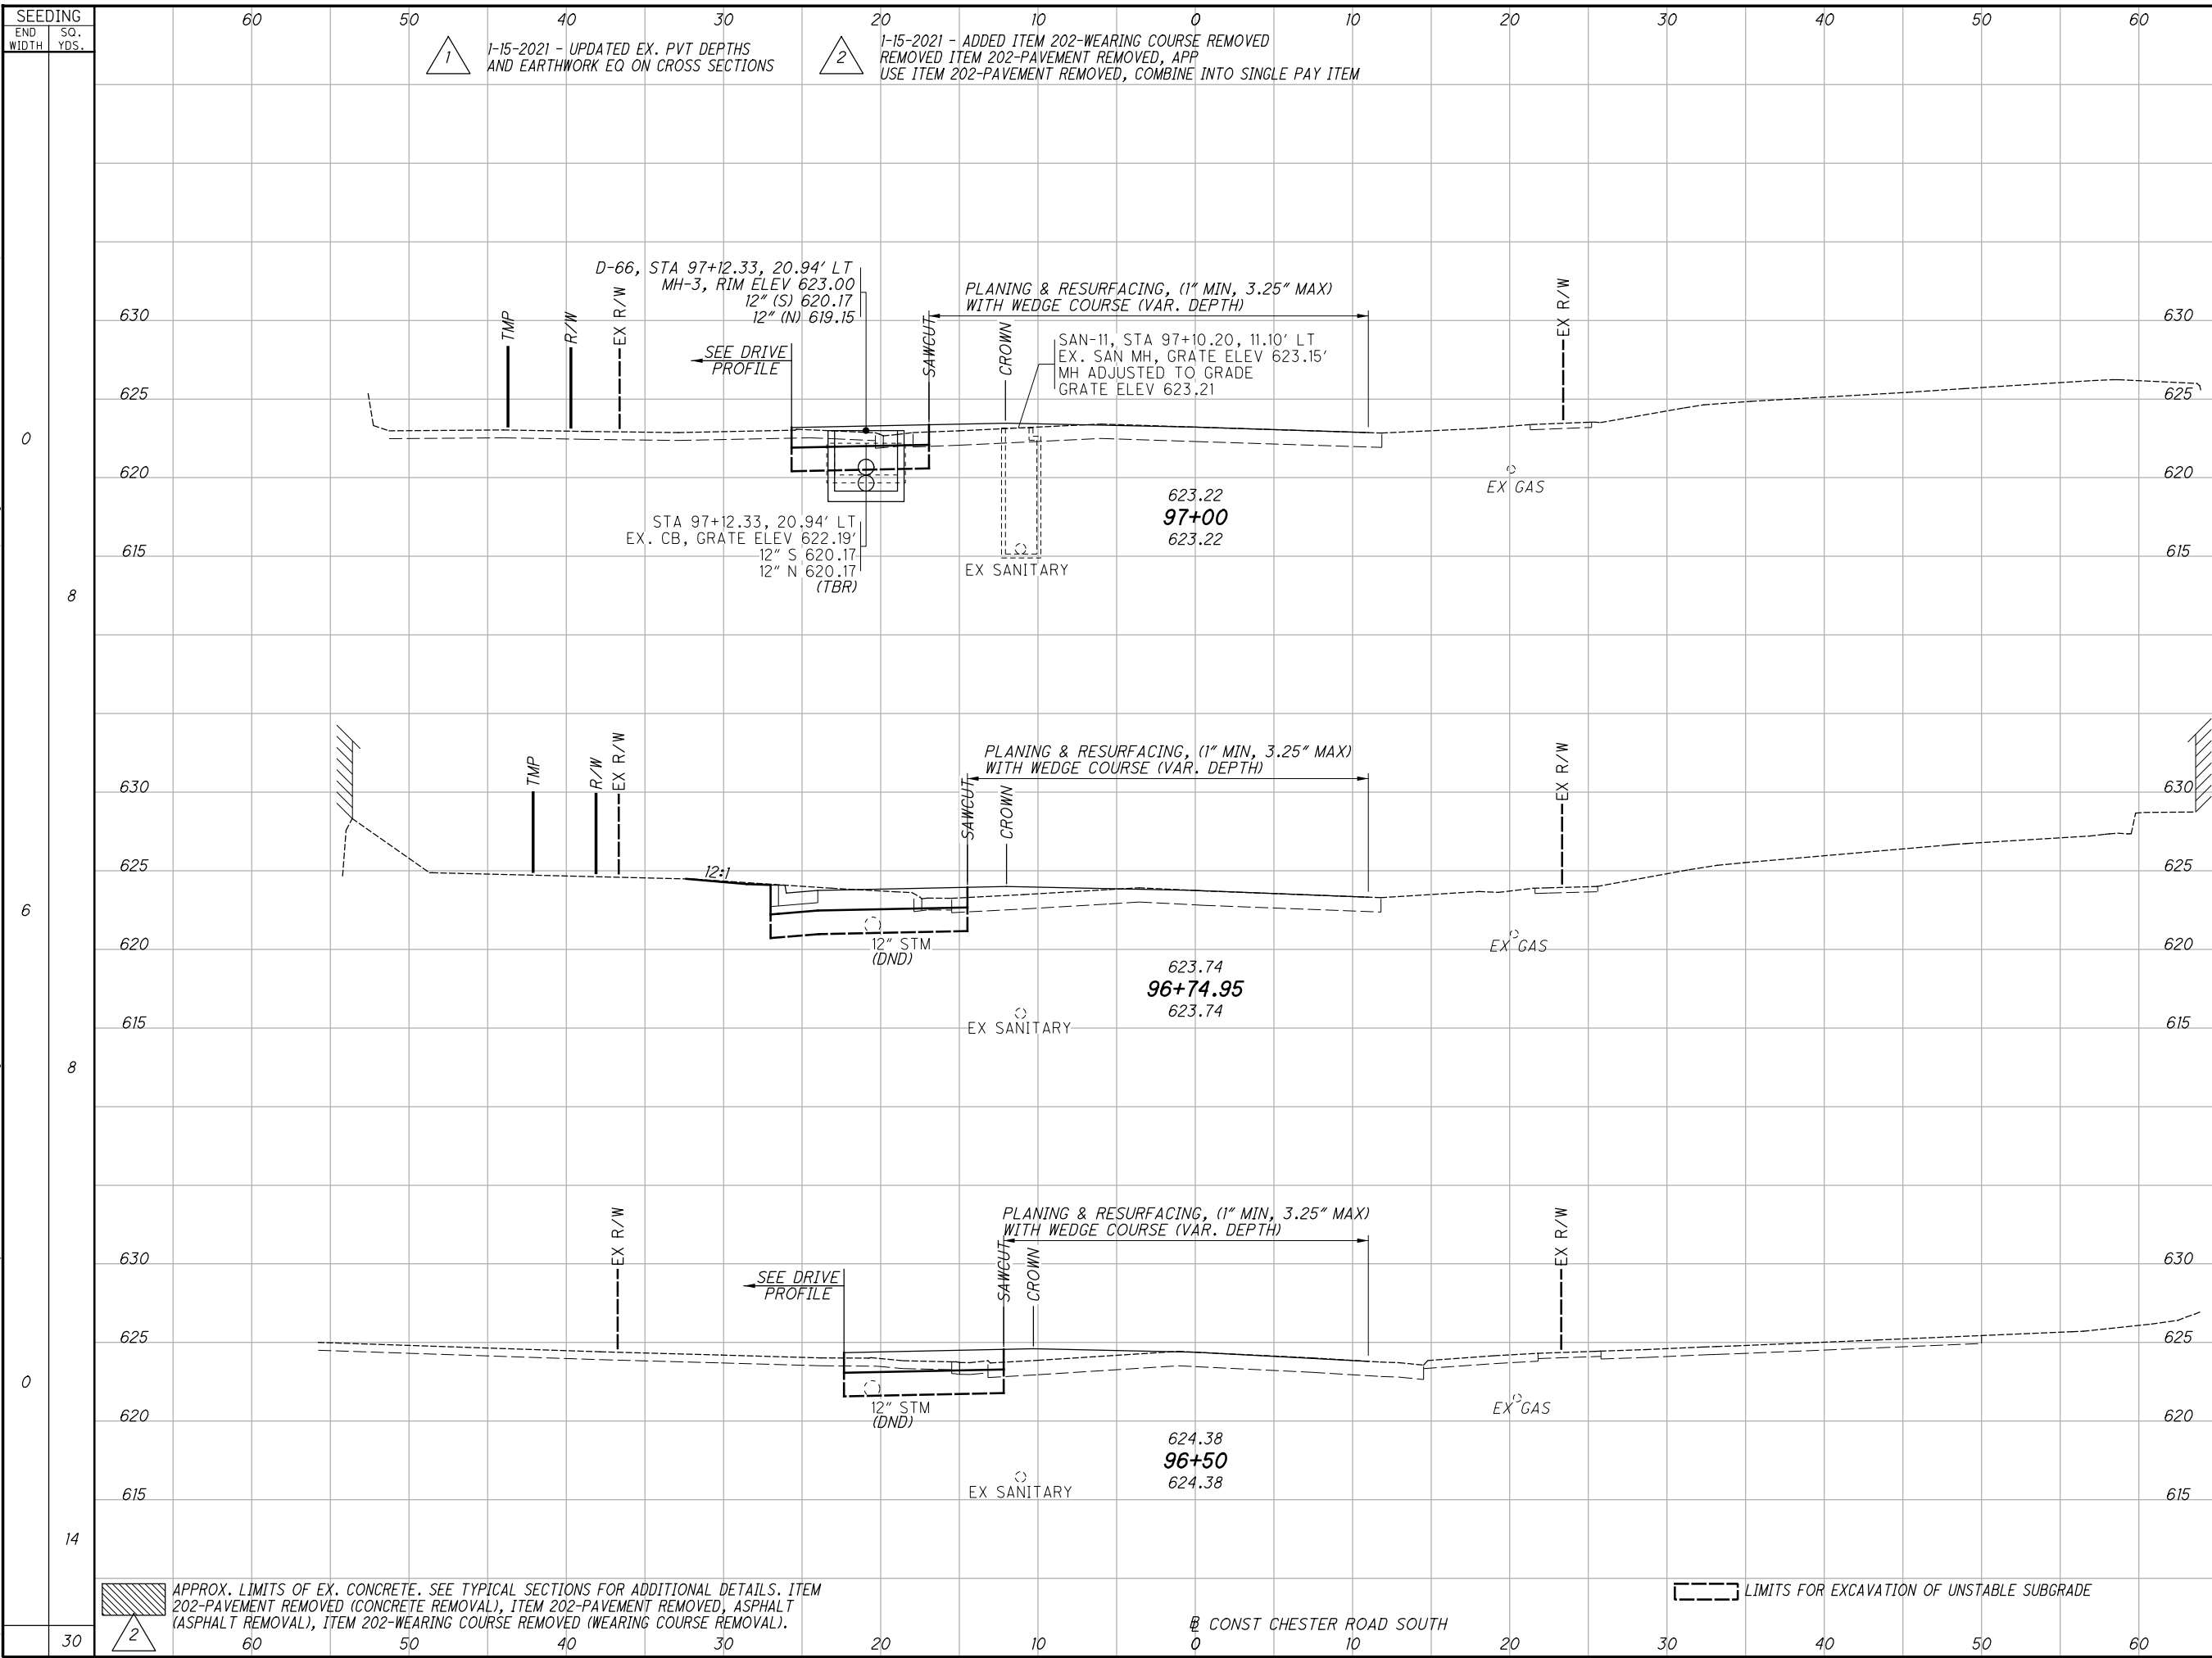 SEEDING
END WIDTH
SQ. YDS.
60 50 40 30 20 10 0 10 20 30 40 50 60
1
1-15-2021 - UPDATED EX. PVT DEPTHS
AND EARTHWORK EQ ON CROSS SECTIONS
2
1-15-2021 - ADDED ITEM 202-WEARING COURSE REMOVED
REMOVED ITEM 202-PAVEMENT REMOVED, APP
USE ITEM 202-PAVEMENT REMOVED, COMBINE INTO SINGLE PAY ITEM
D-66, STA 97+12.33, 20.94' LT
MH-3, RIM ELEV 623.00
12" (S) 620.17
12" (N) 619.15
PLANING & RESURFACING, (1" MIN, 3.25" MAX)
WITH WEDGE COURSE (VAR. DEPTH)
630
TMP
R/W
EX R/W
SAWCUT
CROWN
EX R/W
630
SEE DRIVE
PROFILE
SAN-11, STA 97+10.20, 11.10' LT
EX. SAN MH, GRATE ELEV 623.15'
MH ADJUSTED TO GRADE
GRATE ELEV 623.21
625
625
0
620
620
EX GAS
623.22
97+00
623.22
STA 97+12.33, 20.94' LT
EX. CB, GRATE ELEV 622.19'
12" S 620.17
12" N 620.17
(TBR)
615
615
EX SANITARY
8
PLANING & RESURFACING, (1" MIN, 3.25" MAX)
WITH WEDGE COURSE (VAR. DEPTH)
630
TMP
R/W
EX R/W
SAWCUT
CROWN
EX R/W
630
625
12:1
625
6
620
12" STM
(DND)
EX GAS
620
623.74
96+74.95
623.74
615
EX SANITARY
615
8
PLANING & RESURFACING, (1" MIN, 3.25" MAX)
WITH WEDGE COURSE (VAR. DEPTH)
630
EX R/W
SAWCUT
CROWN
EX R/W
630
SEE DRIVE
PROFILE
625
625
0
620
12" STM
(DND)
EX GAS
620
624.38
96+50
624.38
615
EX SANITARY
615
14
APPROX. LIMITS OF EX. CONCRETE. SEE TYPICAL SECTIONS FOR ADDITIONAL DETAILS. ITEM
202-PAVEMENT REMOVED (CONCRETE REMOVAL), ITEM 202-PAVEMENT REMOVED, ASPHALT
(ASPHALT REMOVAL), ITEM 202-WEARING COURSE REMOVED (WEARING COURSE REMOVAL).
2
LIMITS FOR EXCAVATION OF UNSTABLE SUBGRADE
CONST CHESTER ROAD SOUTH
30
60 50 40 30 20 10 0 10 20 30 40 50 60